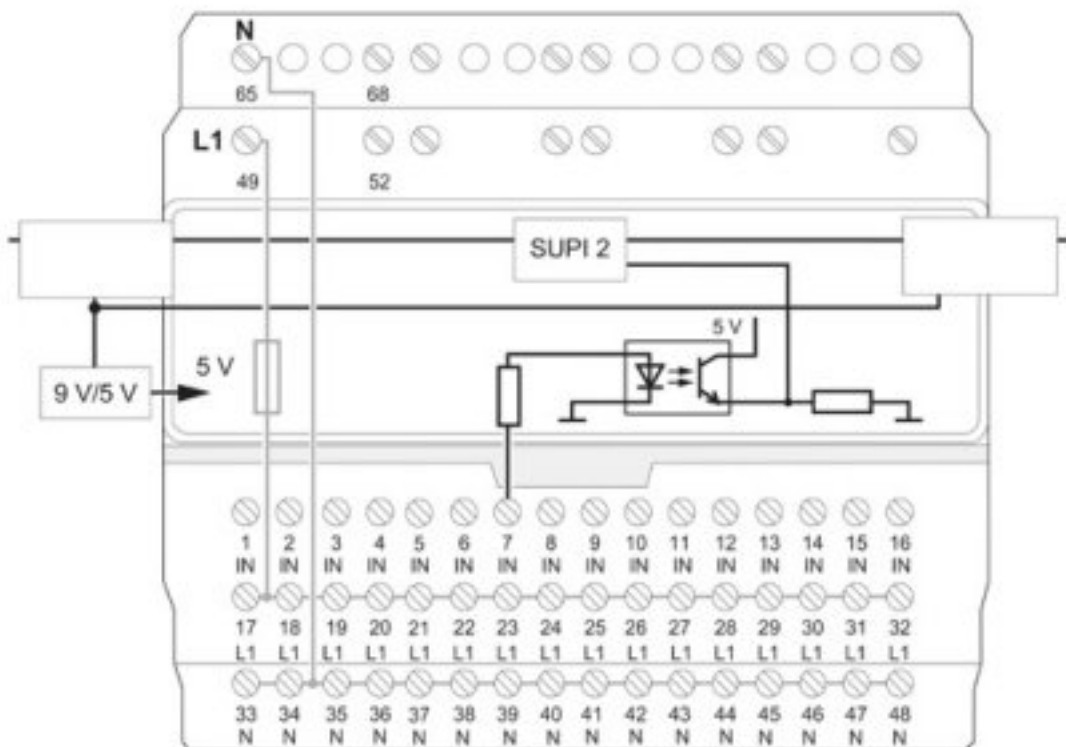 N
65 68
L1
49 52
SUPI 2
5 V
5 V
9 V/5 V
1 2 3 4 5 6 7 8 9 10 11 12 13 14 15 16
IN IN IN IN IN IN IN IN IN IN IN IN IN IN IN IN
17 18 19 20 21 22 23 24 25 26 27 28 29 30 31 32
L1 L1 L1 L1 L1 L1 L1 L1 L1 L1 L1 L1 L1 L1 L1 L1
33 34 35 36 37 38 39 40 41 42 43 44 45 46 47 48
N N N N N N N N N N N N N N N N